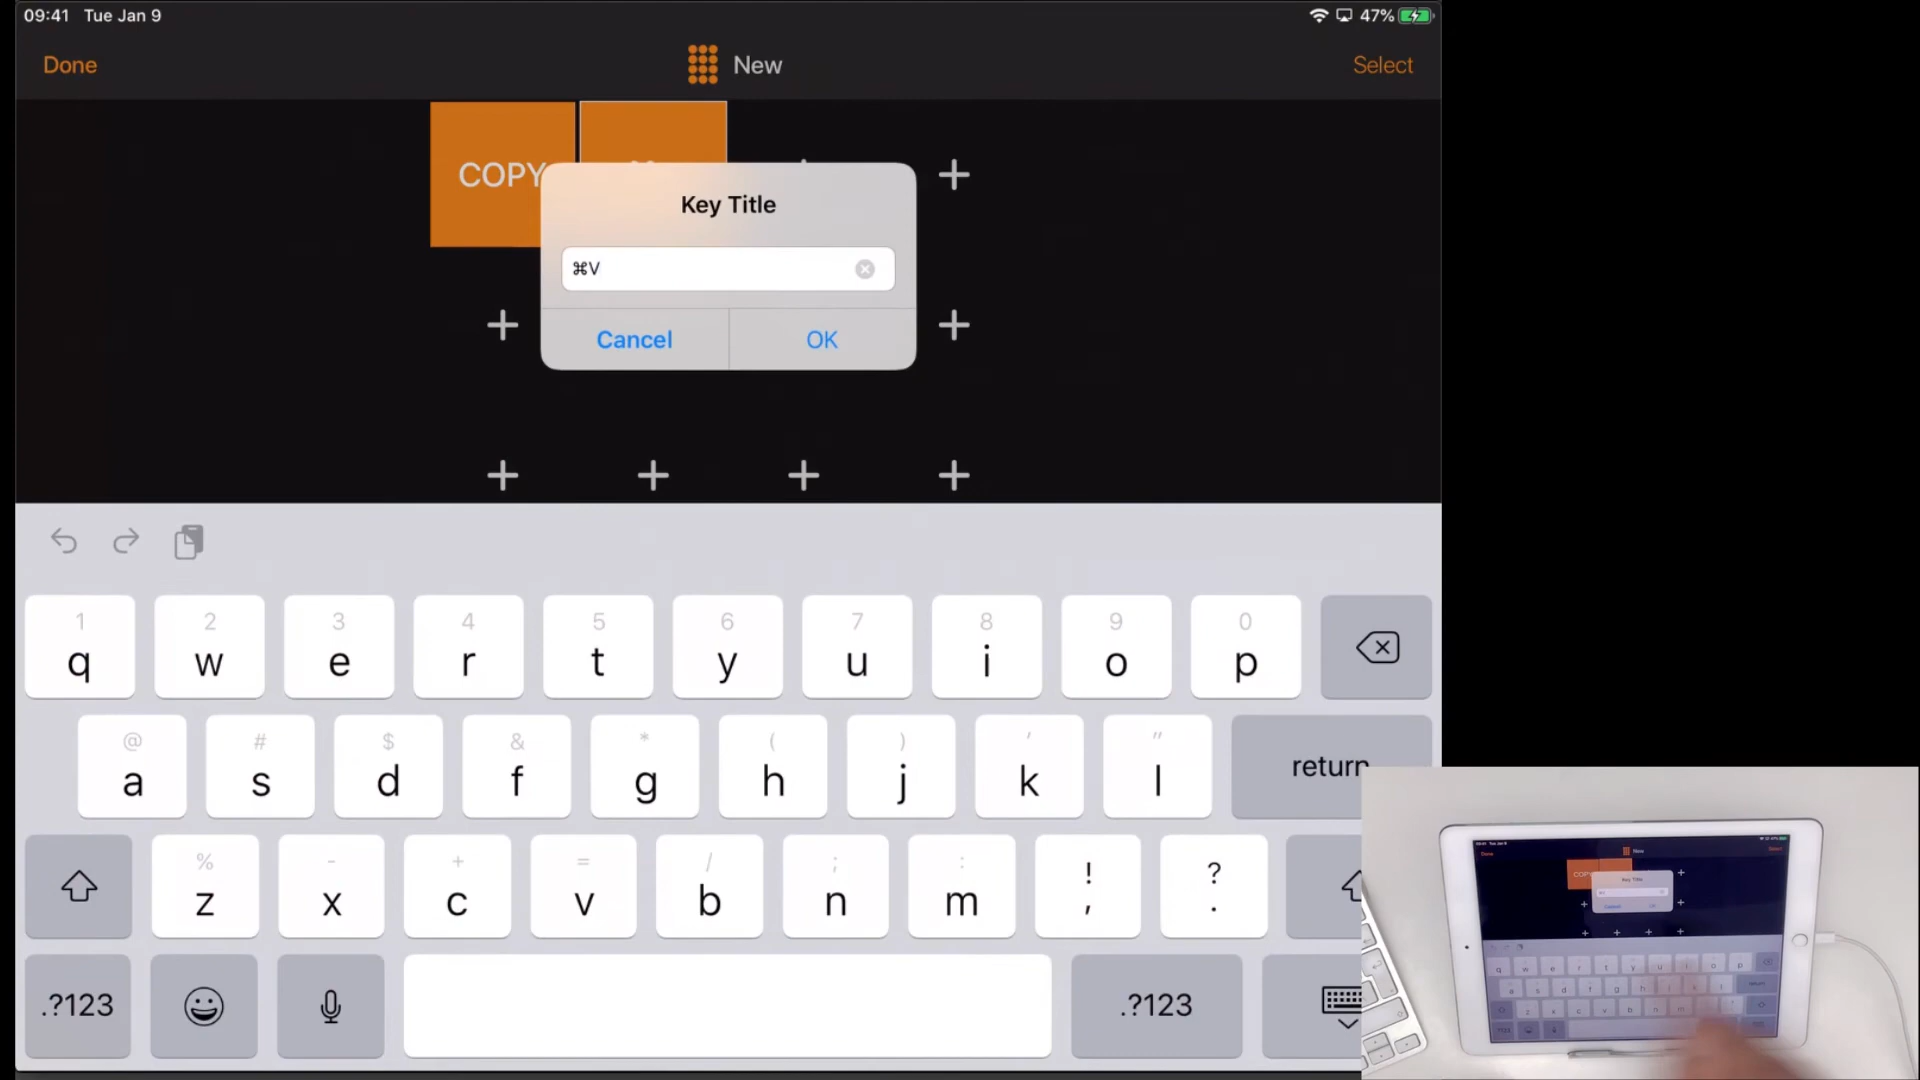 09:41 Tue Jan 9
47%
Done
New
Select
COPY
Key Title
⌘V
Cancel
OK
1 2 3 4 5 6 7 8 9 0
q w e r t y u i o p
@ # $ & * ( ) ' "
a s d f g h j k l
return
% - + = / ; : ! ?
z x c v b n m , .
.?123
.?123